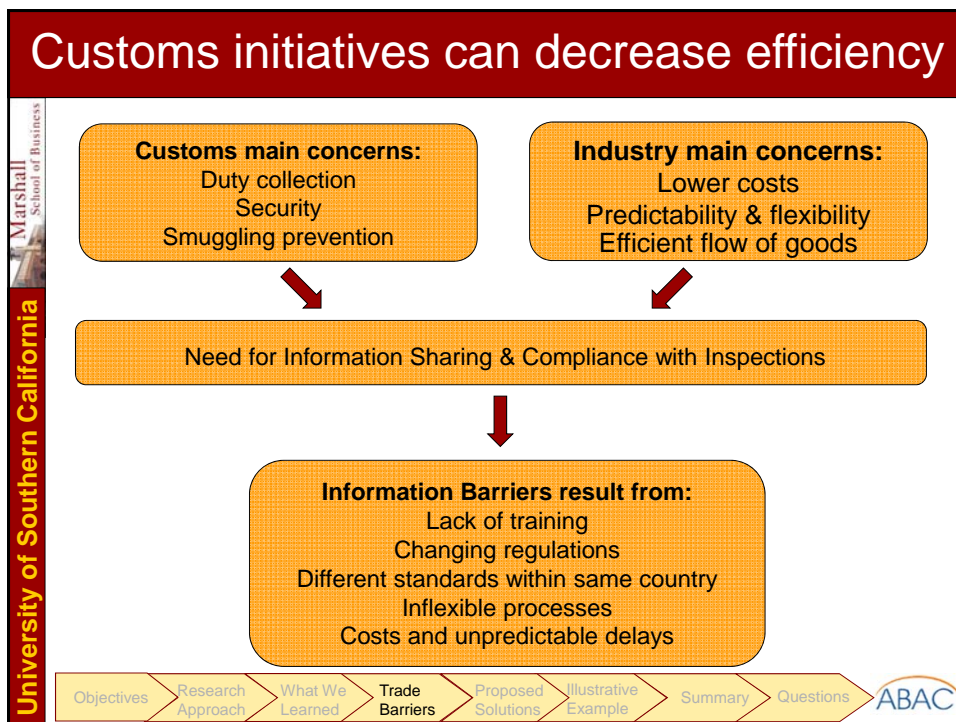 Customs initiatives can decrease efficiency
Marshall
School of Business
University of Southern California
Customs main concerns:
Duty collection
Security
Smuggling prevention
Industry main concerns:
Lower costs
Predictability & flexibility
Efficient flow of goods
Need for Information Sharing & Compliance with Inspections
Information Barriers result from:
Lack of training
Changing regulations
Different standards within same country
Inflexible processes
Costs and unpredictable delays
Objectives
Research
Approach
What We
Learned
Trade
Barriers
Proposed
Solutions
Illustrative
Example
Summary
Questions
ABAC